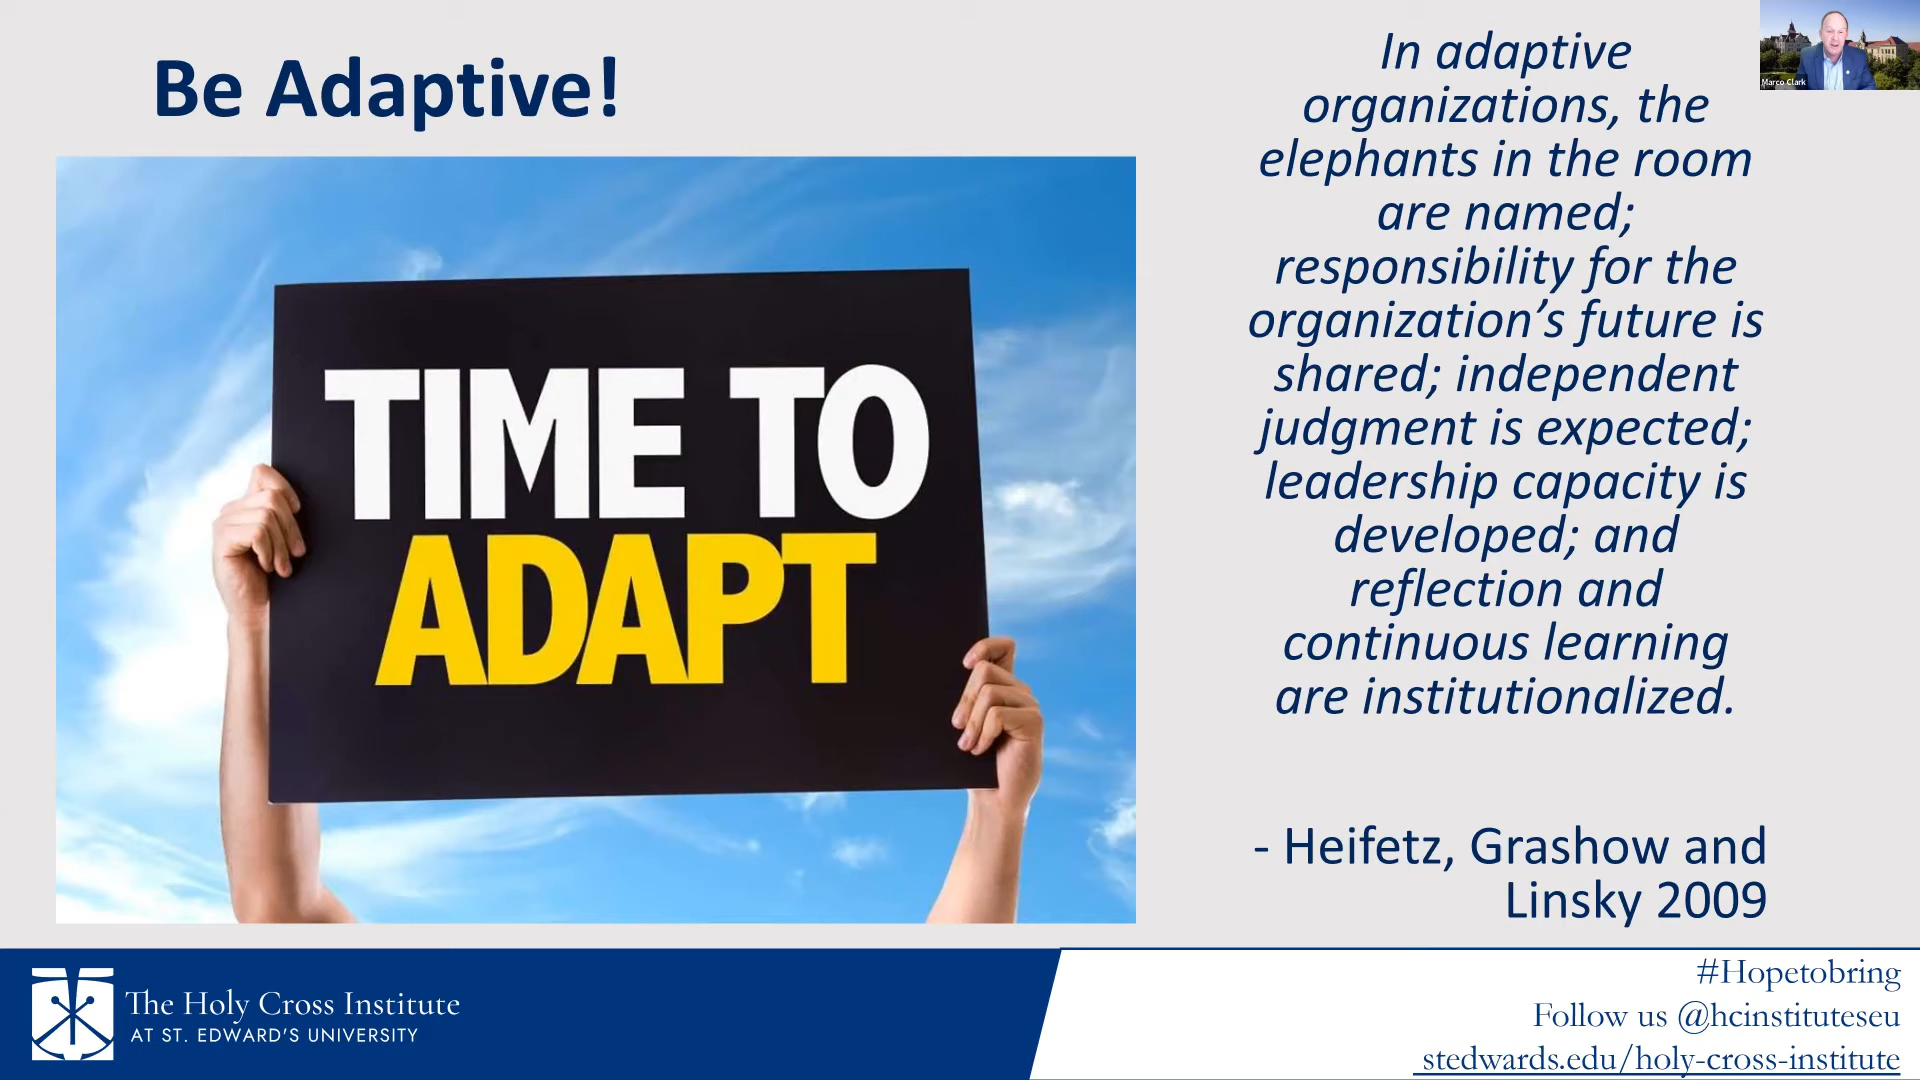 Be Adaptive!
TIME TO
ADAPT
In adaptive
organizations, the
elephants in the room
are named;
responsibility for the
organization’s future is
shared; independent
judgment is expected;
leadership capacity is
developed; and
reflection and
continuous learning
are institutionalized.
- Heifetz, Grashow and
Linsky 2009
Marco Clark
The Holy Cross Institute
AT ST. EDWARD’S UNIVERSITY
#Hopetobring
Follow us @hcinstituteseu
stedwards.edu/holy-cross-institute